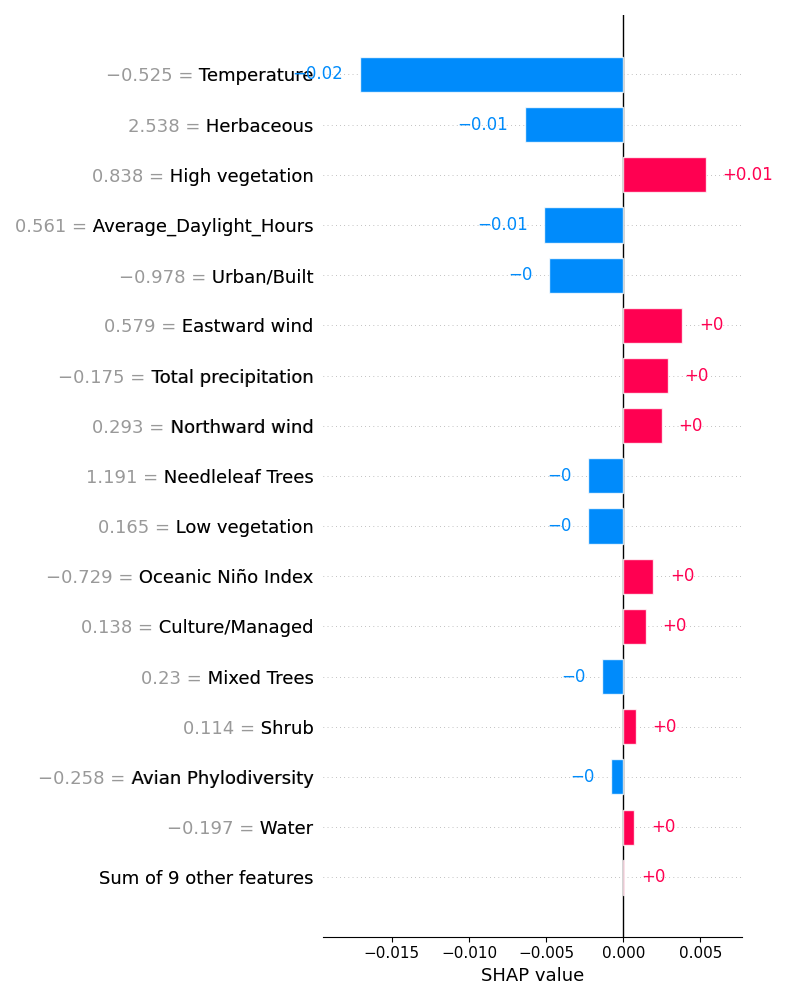 −0.525 = Temperature −0.02
2.538 = Herbaceous −0.01
0.838 = High vegetation +0.01
0.561 = Average_Daylight_Hours −0.01
−0.978 = Urban/Built −0
0.579 = Eastward wind +0
−0.175 = Total precipitation +0
0.293 = Northward wind +0
1.191 = Needleleaf Trees −0
0.165 = Low vegetation −0
−0.729 = Oceanic Niño Index +0
0.138 = Culture/Managed +0
0.23 = Mixed Trees −0
0.114 = Shrub +0
−0.258 = Avian Phylodiversity −0
−0.197 = Water +0
Sum of 9 other features +0
−0.015 −0.010 −0.005 0.000 0.005
SHAP value